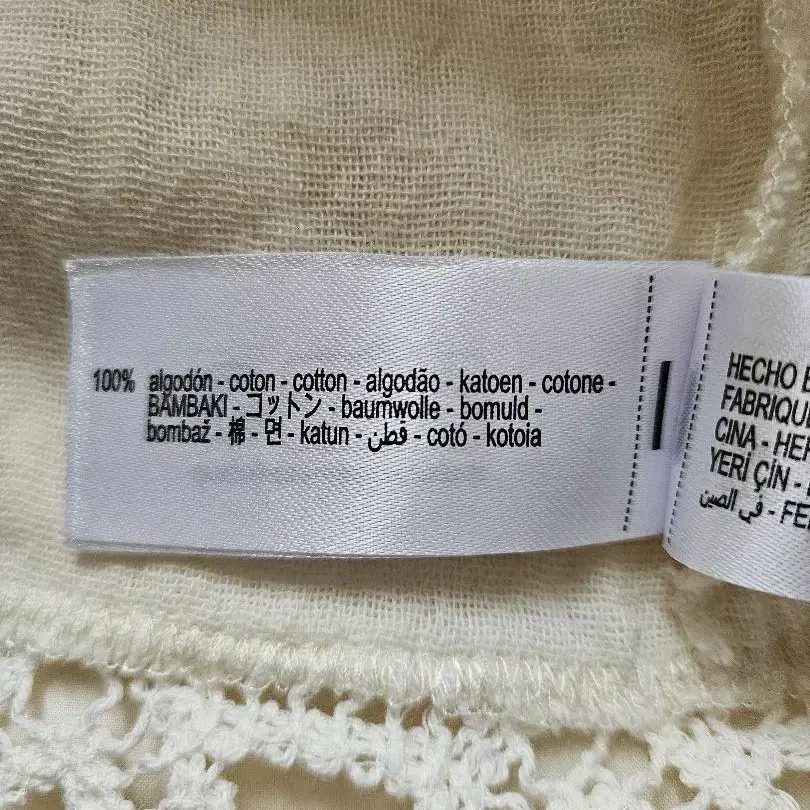 100% algodón - coton - cotton - algodão - katoen - cotone -
BAMBAKI - コットン - baumwolle - bomuld -
bombaž - 棉 - 면 - katun - قطن - cotó - kotoia
HECHO
FABRIQU
CINA - HE
YERİ ÇİN -
في الصين - FE